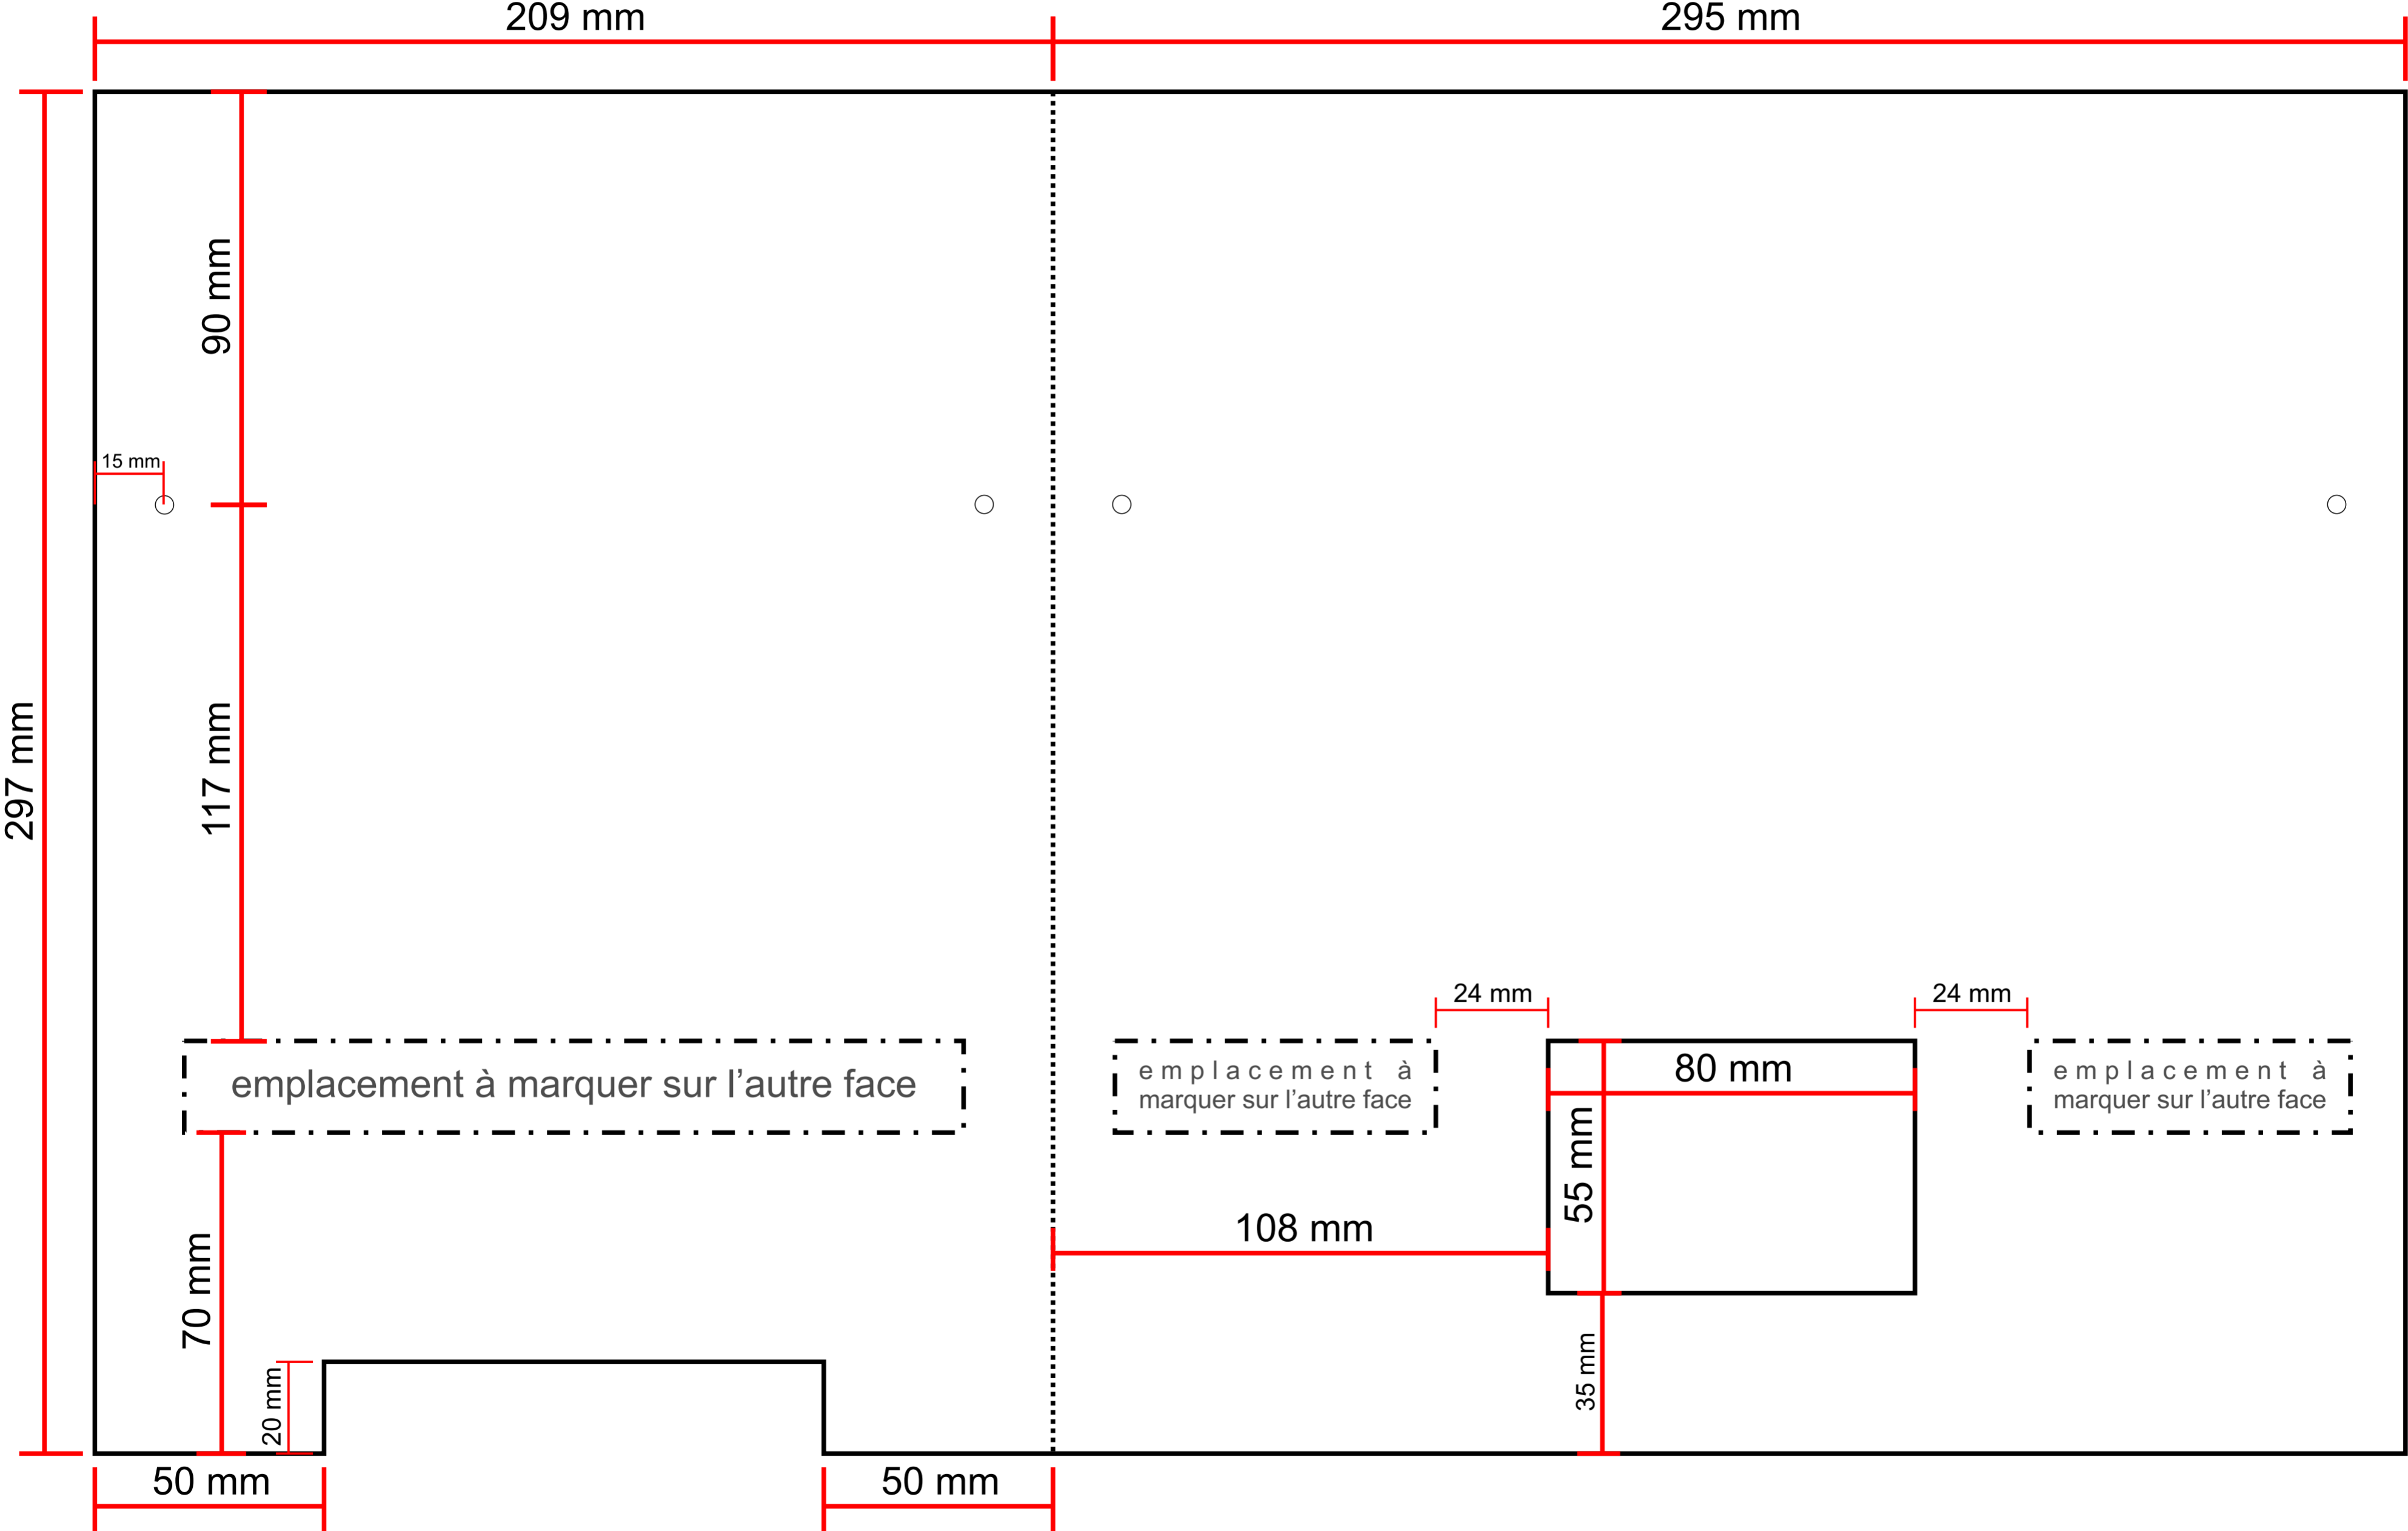 209 mm
295 mm
90 mm
15 mm
297 mm
117 mm
24 mm
24 mm
emplacement à marquer sur l’autre face
emplacement à
marquer sur l’autre face
80 mm
55 mm
emplacement à
marquer sur l’autre face
108 mm
70 mm
20 mm
35 mm
50 mm
50 mm